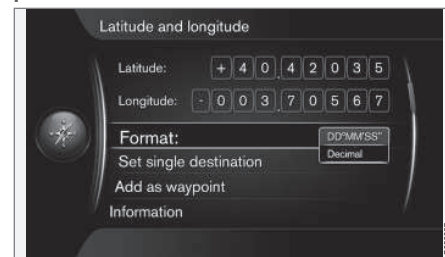 Latitude and longitude
Latitude: +40.42035
Longitude: -003.70567
Format: DD°MM'SS"
Decimal
Set single destination
Add as waypoint
Information